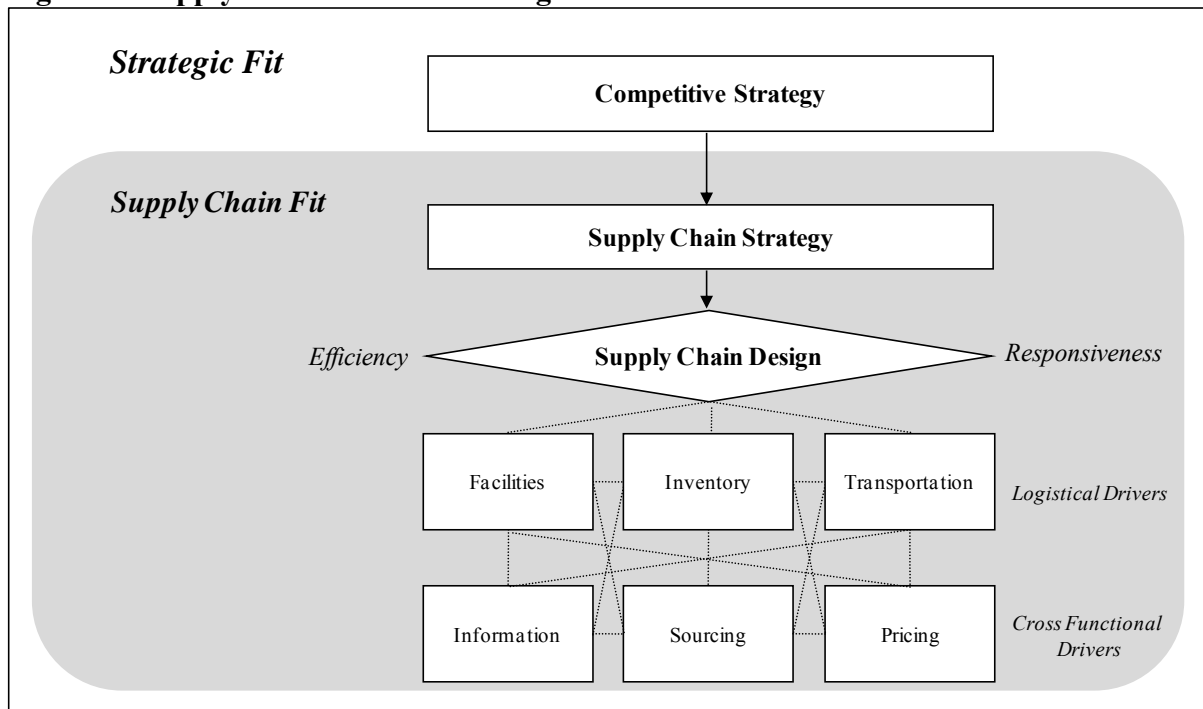 Strategic Fit
Competitive Strategy
Supply Chain Fit
Supply Chain Strategy
Efficiency
Supply Chain Design
Responsiveness
Facilities
Inventory
Transportation
Logistical Drivers
Information
Sourcing
Pricing
Cross Functional
Drivers